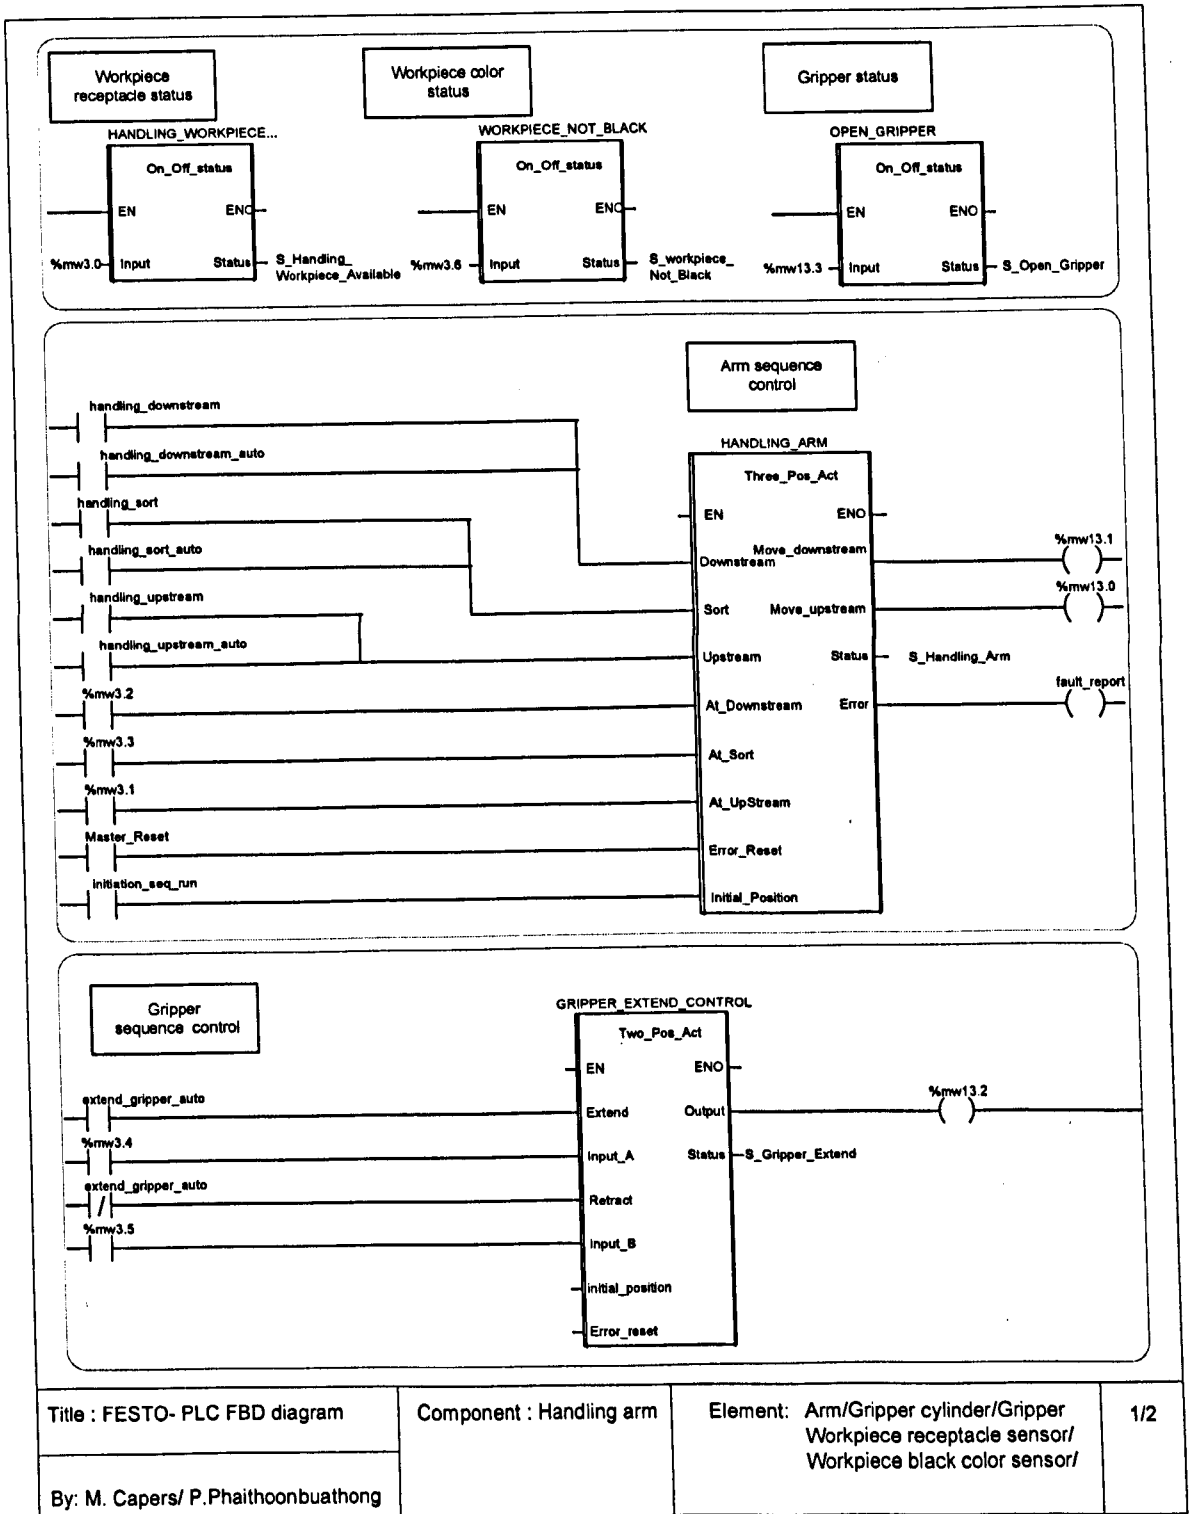 Workpiece
receptacle status
Workpiece color
status
Gripper status
HANDLING_WORKPIECE...
WORKPIECE_NOT_BLACK
OPEN_GRIPPER
On_Off_status
On_Off_status
On_Off_status
EN ENO
EN ENO
EN ENO
%mw3.0 Input Status S_Handling_
Workpiece_Available
%mw3.6 Input Status S_workpiece_
Not_Black
%mw13.3 Input Status S_Open_Gripper
Arm sequence
control
handling_downstream
HANDLING_ARM
handling_downstream_auto
Three_Pos_Act
handling_sort
EN ENO
handling_sort_auto
Move_downstream %mw13.1
Downstream
handling_upstream
%mw13.0
Sort Move_upstream
handling_upstream_auto
Upstream Status S_Handling_Arm
%mw3.2
fault_report
At_Downstream Error
%mw3.3
At_Sort
%mw3.1
At_UpStream
Master_Reset
Error_Reset
initiation_seq_run
Initial_Position
Gripper
sequence control
GRIPPER_EXTEND_CONTROL
Two_Pos_Act
EN ENO
extend_gripper_auto
%mw13.2
Extend Output
%mw3.4
Input_A Status S_Gripper_Extend
extend_gripper_auto
Retract
%mw3.5
Input_B
initial_position
Error_reset
Title : FESTO- PLC FBD diagram
Component : Handling arm
Element: Arm/Gripper cylinder/Gripper
Workpiece receptacle sensor/
Workpiece black color sensor/
1/2
By: M. Capers/ P.Phaithoonbuathong